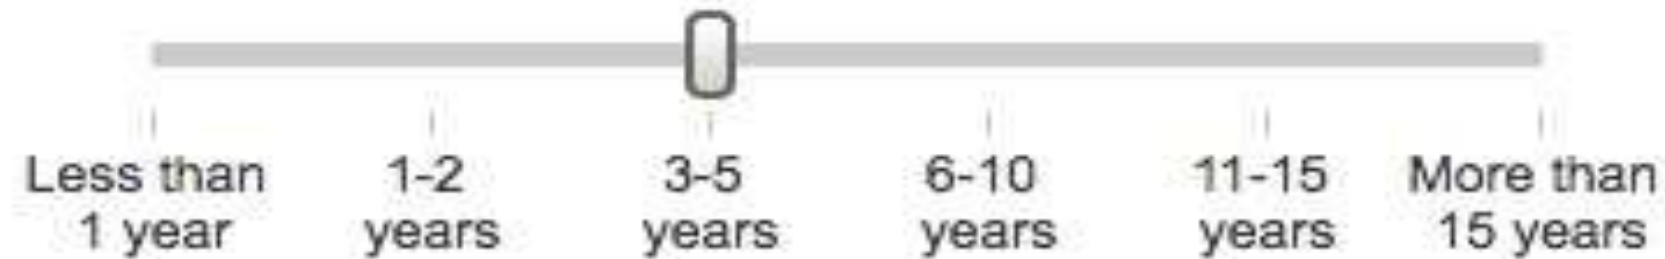 Less than 1-2 3-5 6-10 11-15 More than
1 year years years years years 15 years